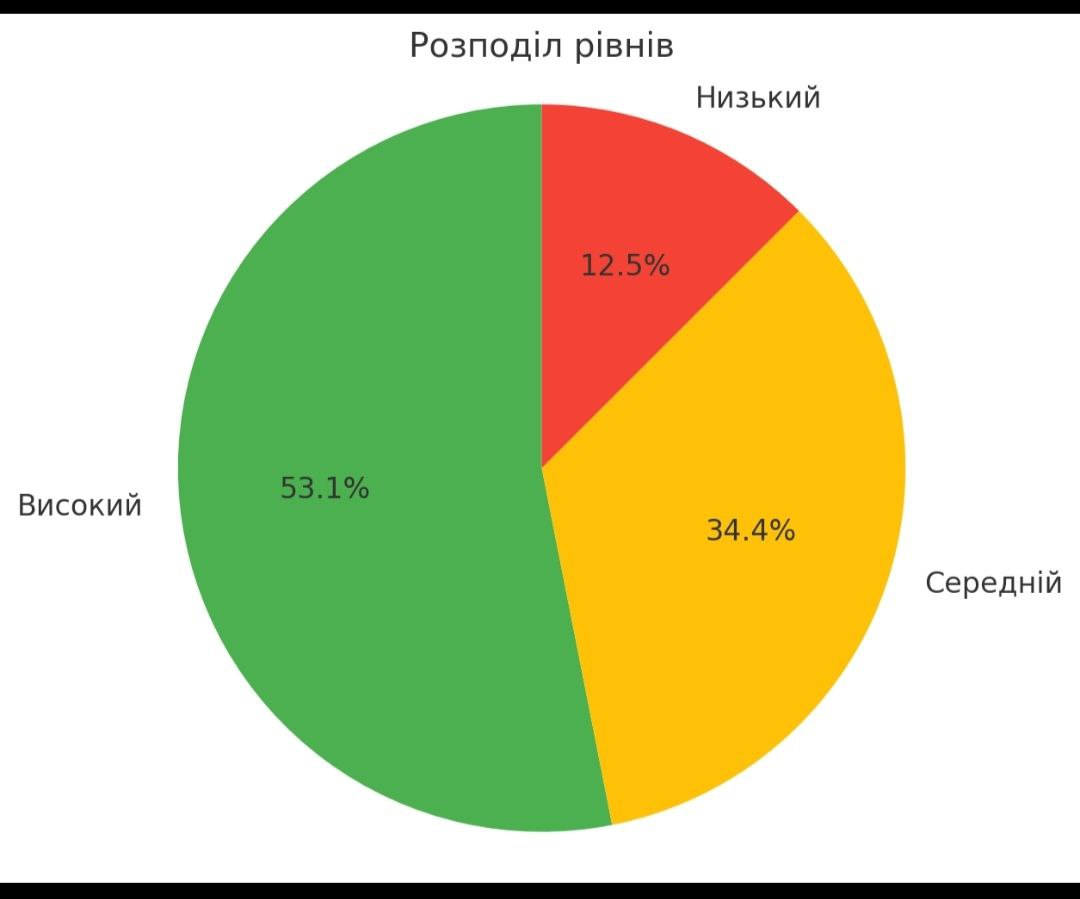 Розподіл рівнів
Низький
12.5%
53.1%
Високий
34.4%
Середній